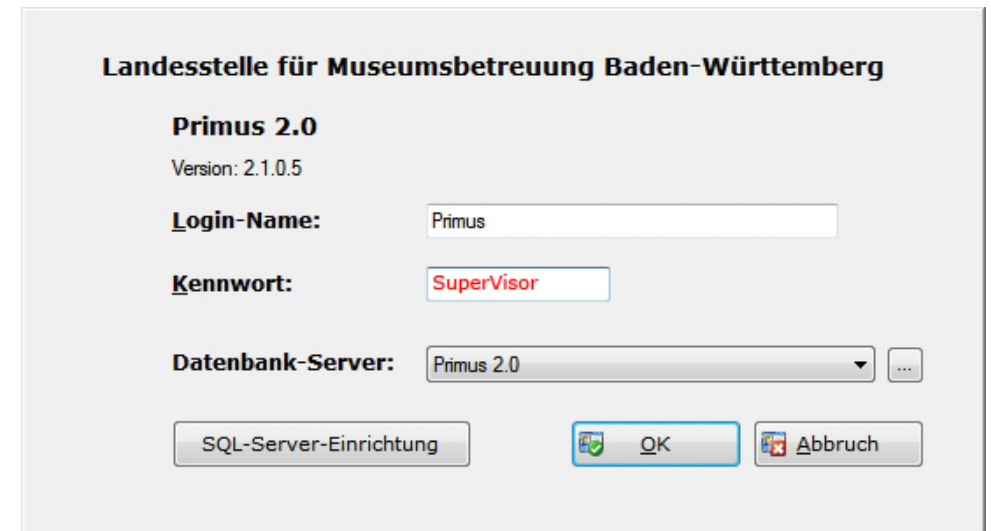 Landesstelle für Museumsbetreuung Baden-Württemberg
Primus 2.0
Version: 2.1.0.5
Login-Name: Primus
Kennwort: SuperVisor
Datenbank-Server: Primus 2.0 ...
SQL-Server-Einrichtung OK Abbruch